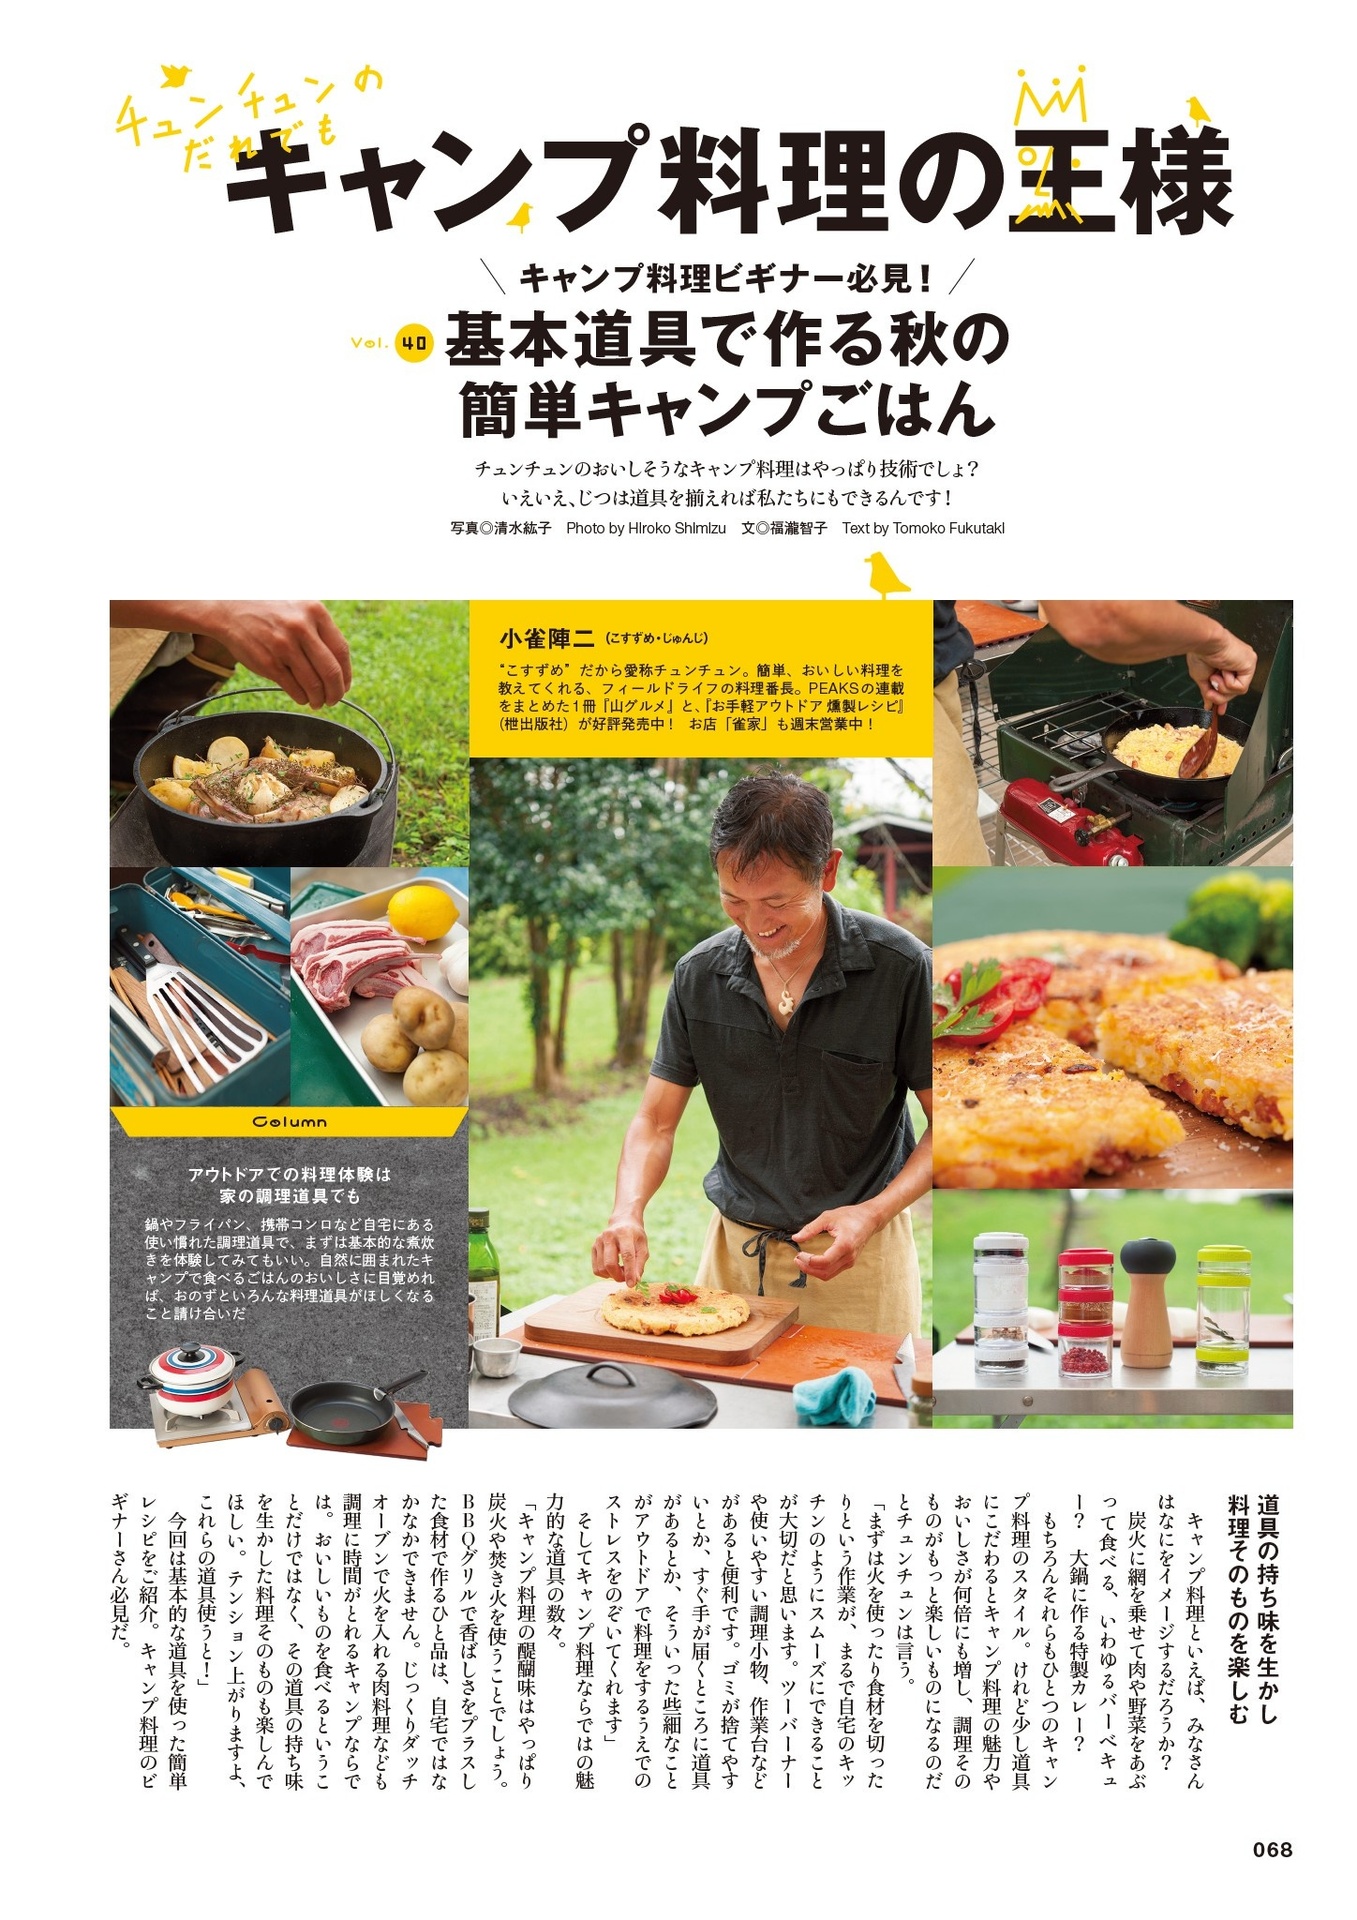 チュンチュンの
だれでも
キャンプ料理の王様
キャンプ料理ビギナー必見！
Vol. 40
基本道具で作る秋の
簡単キャンプごはん
チュンチュンのおいしそうなキャンプ料理はやっぱり技術でしょ？
いえいえ、じつは道具を揃えれば私たちにもできるんです！
写真◎清水紘子　Photo by Hiroko Shimizu　文◎福瀧智子　Text by Tomoko Fukutaki
小雀陣二（こすずめ・じゅんじ）
“こすずめ”だから愛称チュンチュン。簡単、おいしい料理を
教えてくれる、フィールドライフの料理番長。PEAKSの連載
をまとめた1冊『山グルメ』と、『お手軽アウトドア 燻製レシピ』
（枻出版社）が好評発売中！　お店「雀家」も週末営業中！
Column
アウトドアでの料理体験は
家の調理道具でも
鍋やフライパン、携帯コンロなど自宅にある
使い慣れた調理道具で、まずは基本的な煮炊
きを体験してみてもいい。自然に囲まれたキ
ャンプで食べるごはんのおいしさに目覚めれ
ば、おのずといろんな料理道具がほしくなる
こと請け合いだ
道具の持ち味を生かし
料理そのものを楽しむ
キャンプ料理といえば、みなさん
はなにをイメージするだろうか？
炭火に網を乗せて肉や野菜をあぶ
って食べる、いわゆるバーベキュ
ー？　大鍋に作る特製カレー？
もちろんそれらもひとつのキャン
プ料理のスタイル。けれど少し道具
にこだわるとキャンプ料理の魅力や
おいしさが何倍にも増し、調理その
ものがもっと楽しいものになるのだ
とチュンチュンは言う。
「まずは火を使ったり食材を切った
りという作業が、まるで自宅のキッ
チンのようにスムーズにできること
が大切だと思います。ツーバーナー
や使いやすい調理小物、作業台など
があると便利です。ゴミが捨てやす
いとか、すぐ手が届くところに道具
があるとか、そういった些細なこと
がアウトドアで料理をするうえでの
ストレスをのぞいてくれます」
そしてキャンプ料理ならではの魅
力的な道具の数々。
「キャンプ料理の醍醐味はやっぱり
炭火や焚き火を使うことでしょう。
BBQグリルで香ばしさをプラスし
た食材で作るひと品は、自宅ではな
かなかできません。じっくりダッチ
オーブンで火を入れる肉料理なども
調理に時間がとれるキャンプならで
は。おいしいものを食べるというこ
とだけではなく、その道具の持ち味
を生かした料理そのものも楽しんで
ほしい。テンション上がりますよ、
これらの道具使うと！」
今回は基本的な道具を使った簡単
レシピをご紹介。キャンプ料理のビ
ギナーさん必見だ。
068